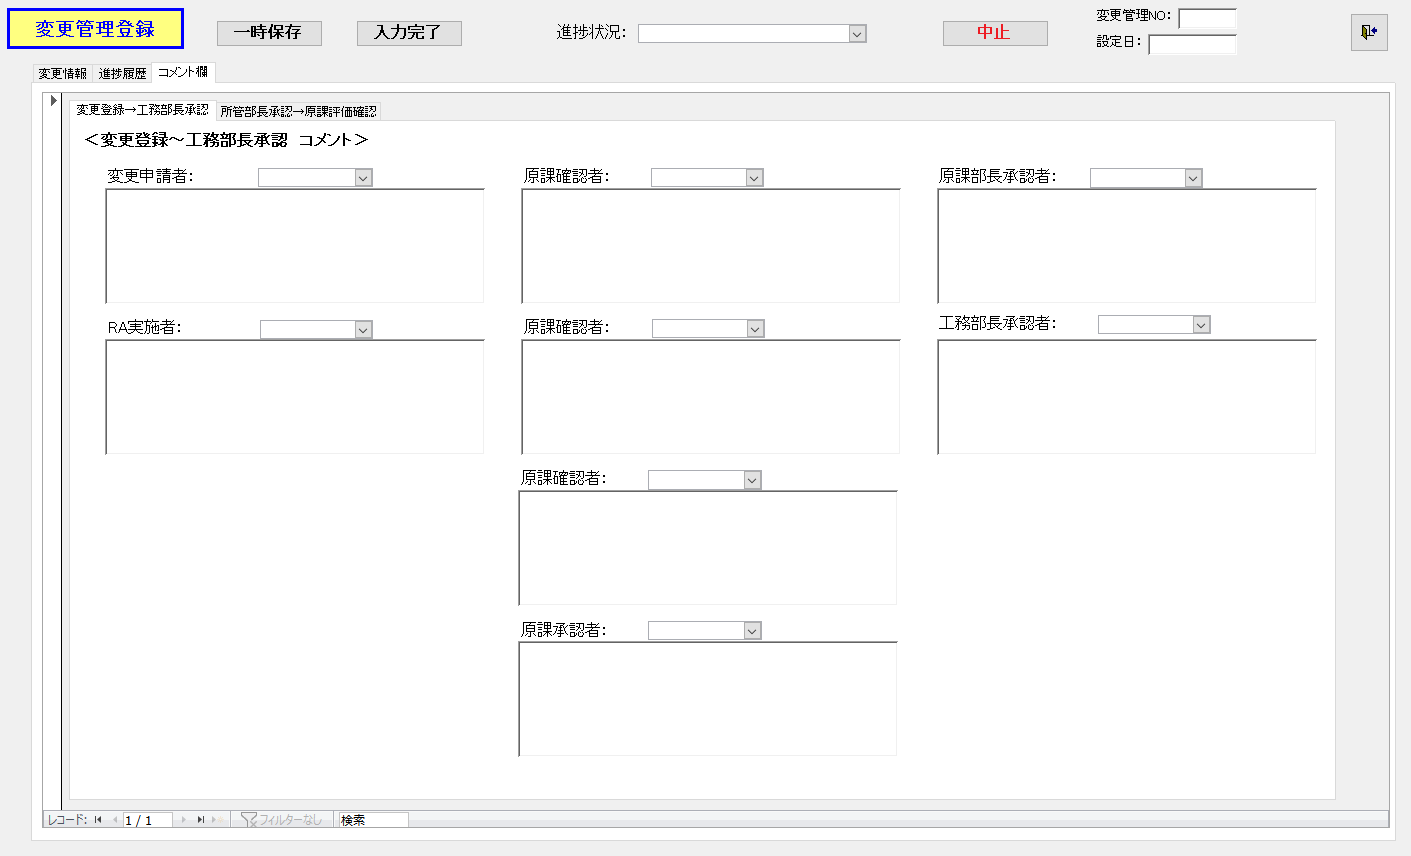 変更管理登録
一時保存
入力完了
進捗状況：
中止
変更管理NO：
設定日：
変更情報 進捗履歴 コメント欄
変更登録→工務部長承認 所管部長承認→原課評価確認
＜変更登録～工務部長承認 コメント＞
変更申請者：
原課確認者：
原課部長承認者：
RA実施者：
原課確認者：
工務部長承認者：
原課確認者：
原課承認者：
レコード: 1 / 1 フィルターなし 検索